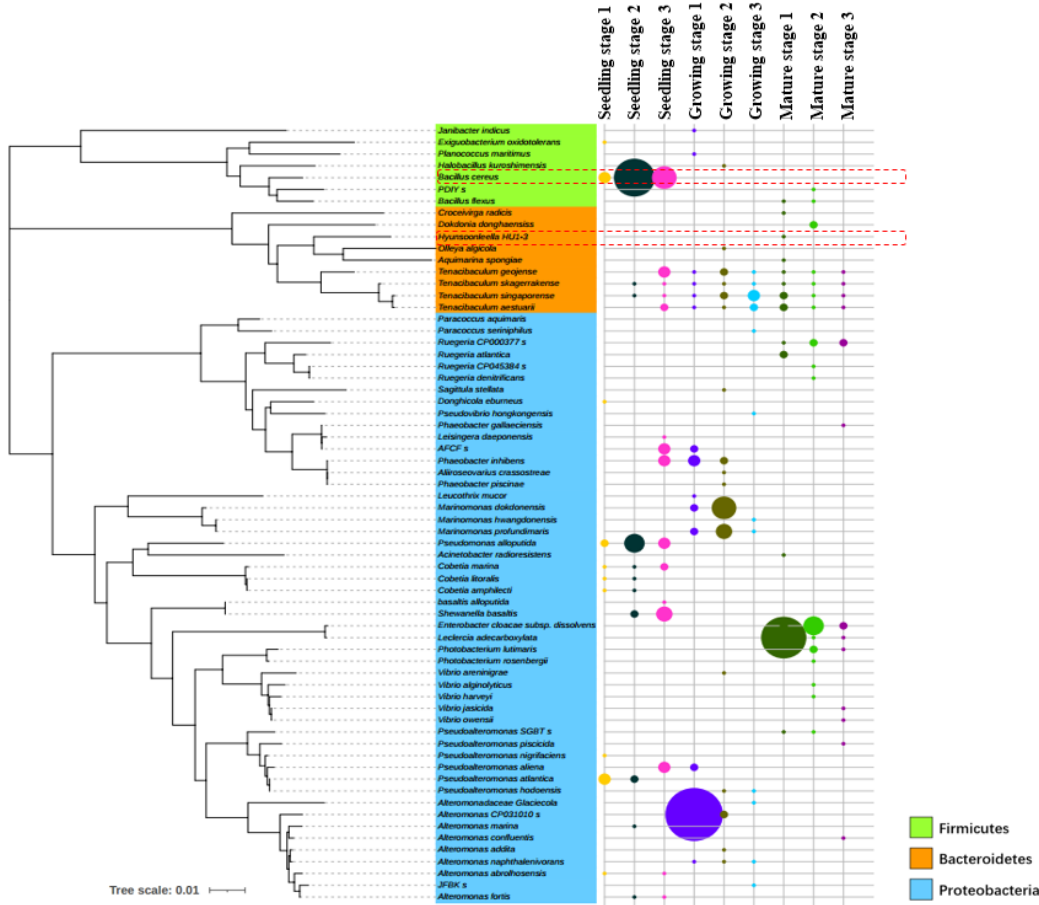 Seedling stage 1
Seedling stage 2
Seedling stage 3
Growing stage 1
Growing stage 2
Growing stage 3
Mature stage 1
Mature stage 2
Mature stage 3
Janibacter indicus
Exiguobacterium oxidotolerans
Planococcus maritimus
Halobacillus kuroshimensis
Bacillus cereus
PDIY s
Bacillus flexus
Croceivirga radicis
Dokdonia donghaensiss
Hyunsoonleella HU1-3
Olleya algicola
Aquimarina spongiae
Tenacibaculum geojense
Tenacibaculum skagerrakense
Tenacibaculum singaporense
Tenacibaculum aestuarii
Paracoccus aquimaris
Paracoccus seriniphilus
Ruegeria CP000377 s
Ruegeria atlantica
Ruegeria CP045384 s
Ruegeria denitrificans
Sagittula stellata
Donghicola eburneus
Pseudovibrio hongkongensis
Phaeobacter gallaeciensis
Leisingera daeponensis
AFCF s
Phaeobacter inhibens
Aliiroseovarius crassostreae
Phaeobacter piscinae
Leucothrix mucor
Marinomonas dokdonensis
Marinomonas hwangdonensis
Marinomonas profundimaris
Pseudomonas alloputida
Acinetobacter radioresistens
Cobetia marina
Cobetia litoralis
Cobetia amphilecti
basaltis alloputida
Shewanella basaltis
Enterobacter cloacae subsp. dissolvens
Leclercia adecarboxylata
Photobacterium lutimaris
Photobacterium rosenbergii
Vibrio areninigrae
Vibrio alginolyticus
Vibrio harveyi
Vibrio jasicida
Vibrio owensii
Pseudoalteromonas SGBT s
Pseudoalteromonas piscicida
Pseudoalteromonas nigrifaciens
Pseudoalteromonas aliena
Pseudoalteromonas atlantica
Pseudoalteromonas hodoensis
Alteromonadaceae Glaciecola
Alteromonas CP031010 s
Alteromonas marina
Alteromonas confluentis
Alteromonas addita
Alteromonas naphthalenivorans
Alteromonas abrolhosensis
JFBK s
Alteromonas fortis
Tree scale: 0.01
Firmicutes
Bacteroidetes
Proteobacteria